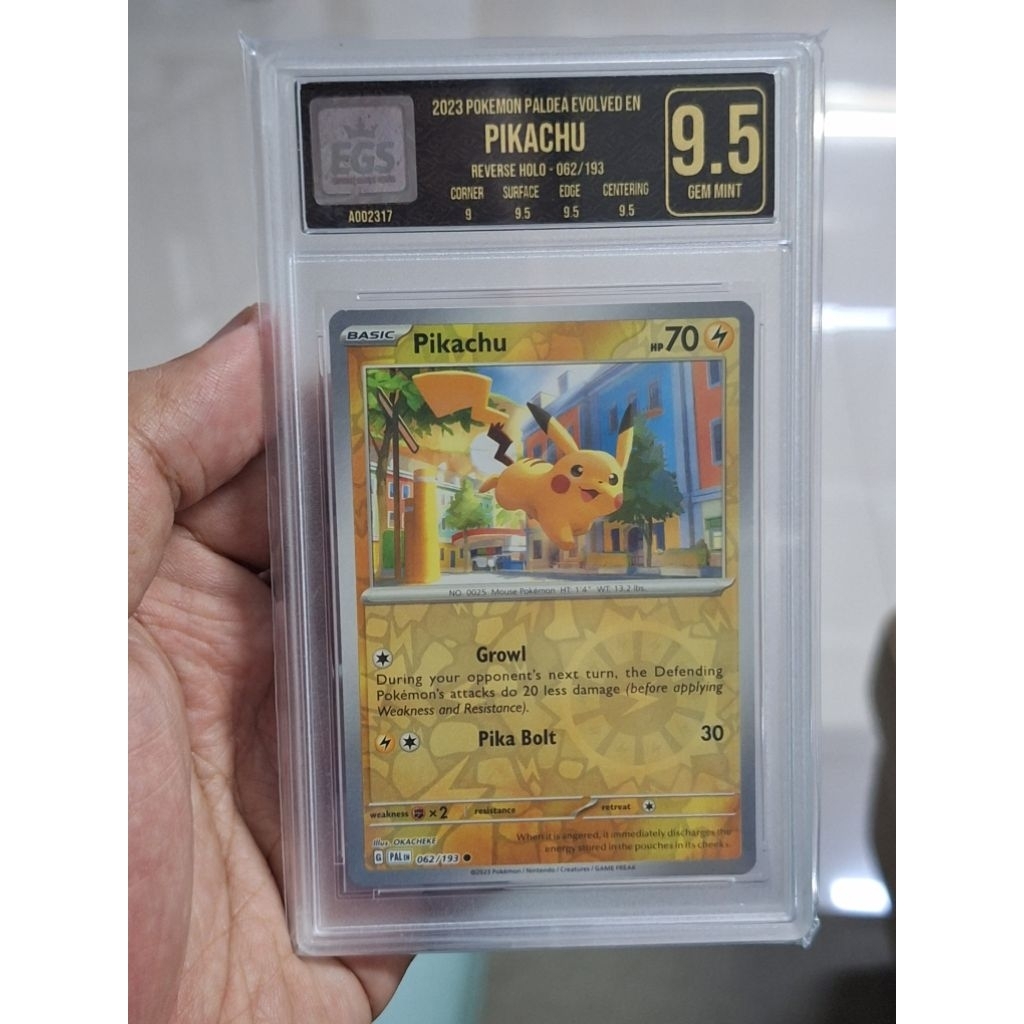 2023 POKEMON PALDEA EVOLVED EN
PIKACHU
REVERSE HOLO - 062/193
CORNER SURFACE EDGE CENTERING
9 9.5 9.5 9.5
EGS
A002317
9.5
GEM MINT
BASIC
Pikachu
HP 70
NO. 0025 Mouse Pokémon HT: 1'4" WT: 13.2 lbs.
Growl
During your opponent's next turn, the Defending
Pokémon's attacks do 20 less damage (before applying
Weakness and Resistance).
Pika Bolt 30
weakness ×2 resistance retreat
Illus. OKACHEKE
G PAL EN 062/193
When it is angered, it immediately discharges the
energy stored in the pouches in its cheeks.
©2023 Pokémon / Nintendo / Creatures / GAME FREAK